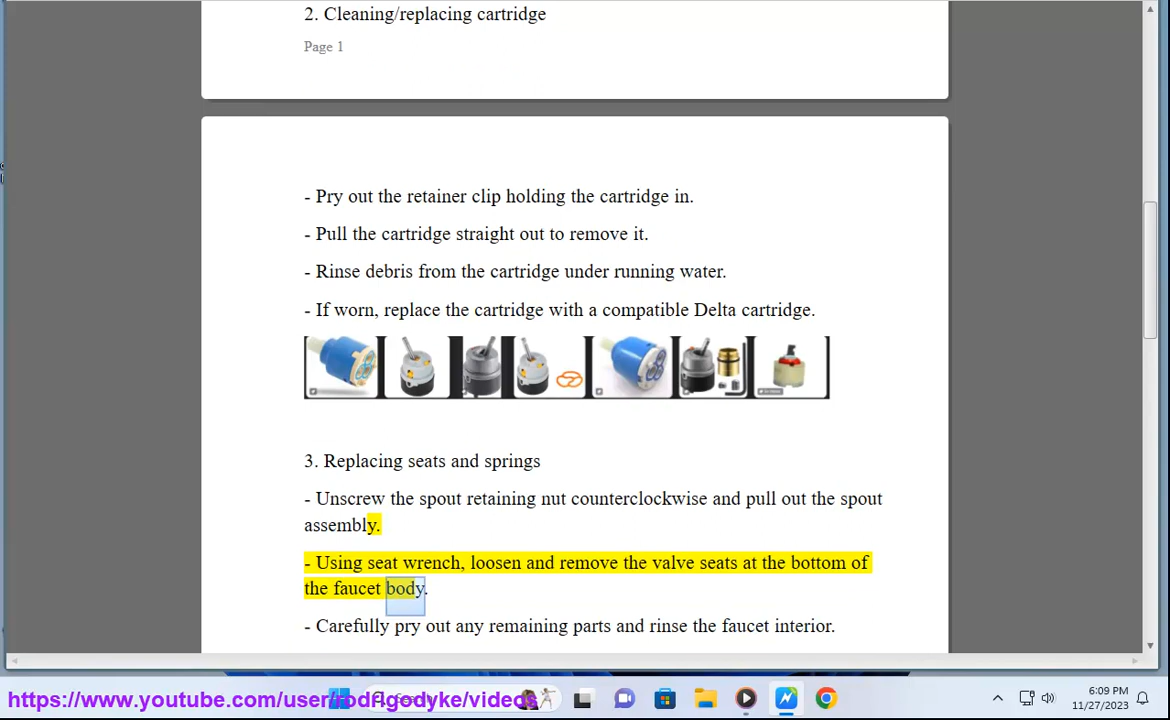 2. Cleaning/replacing cartridge
Page 1
- Pry out the retainer clip holding the cartridge in.
- Pull the cartridge straight out to remove it.
- Rinse debris from the cartridge under running water.
- If worn, replace the cartridge with a compatible Delta cartridge.
3. Replacing seats and springs
- Unscrew the spout retaining nut counterclockwise and pull out the spout
assembly.
- Using seat wrench, loosen and remove the valve seats at the bottom of
the faucet body.
- Carefully pry out any remaining parts and rinse the faucet interior.
https://www.youtube.com/user/rodrigedyke/videos
6:09 PM
11/27/2023